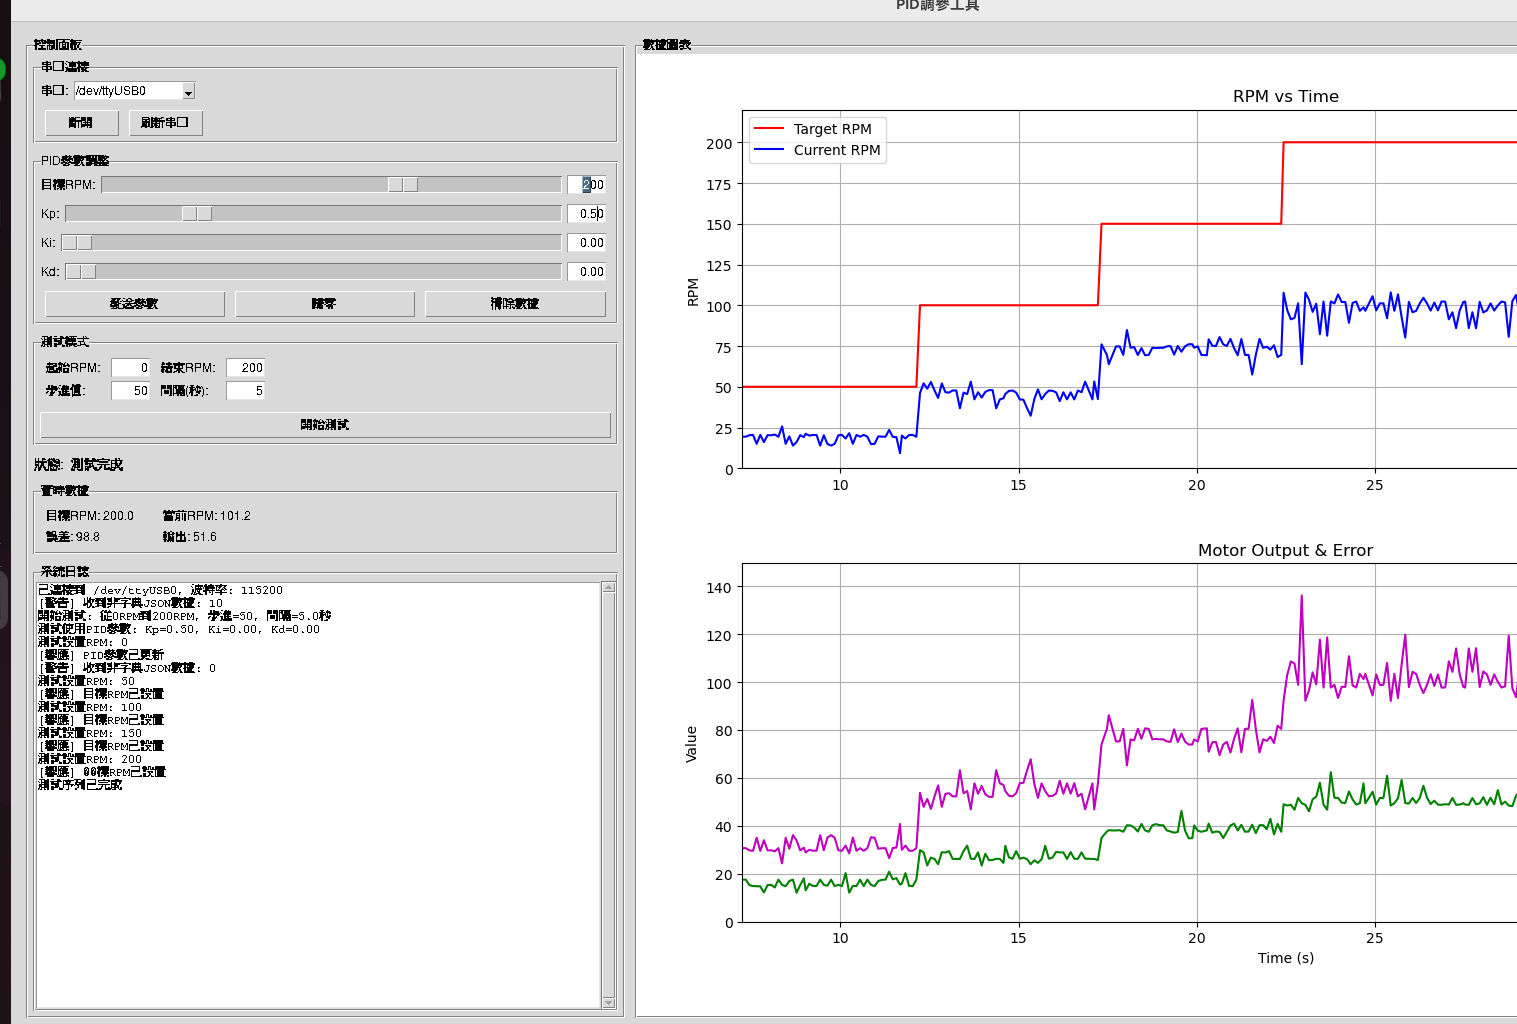 PID調參工具
控制面板
串口連接
串口: /dev/ttyUSB0
斷開 刷新串口
PID參數調整
目標RPM: 200
Kp: 0.50
Ki: 0.00
Kd: 0.00
發送參數 歸零 清除數據
測試模式
起始RPM: 0 結束RPM: 200
步進值: 50 間隔(秒): 5
開始測試
狀態: 測試完成
實時數據
目標RPM: 200.0 當前RPM: 101.2
誤差: 98.8 輸出: 51.6
系統日誌
已連接到 /dev/ttyUSB0, 波特率: 115200
[警告] 收到非字典JSON數據: 10
開始測試: 從0RPM到200RPM, 步進=50, 間隔=5.0秒
測試使用PID參數: Kp=0.50, Ki=0.00, Kd=0.00
測試設置RPM: 0
[響應] PID參數已更新
[警告] 收到非字典JSON數據: 0
測試設置RPM: 50
[響應] 目標RPM已設置
測試設置RPM: 100
[響應] 目標RPM已設置
測試設置RPM: 150
[響應] 目標RPM已設置
測試設置RPM: 200
[響應] 00標RPM已設置
測試序列已完成
數據圖表
RPM vs Time
Target RPM
Current RPM
RPM
200
175
150
125
100
75
50
25
0
10 15 20 25
Motor Output & Error
Value
140
120
100
80
60
40
20
0
10 15 20 25
Time (s)